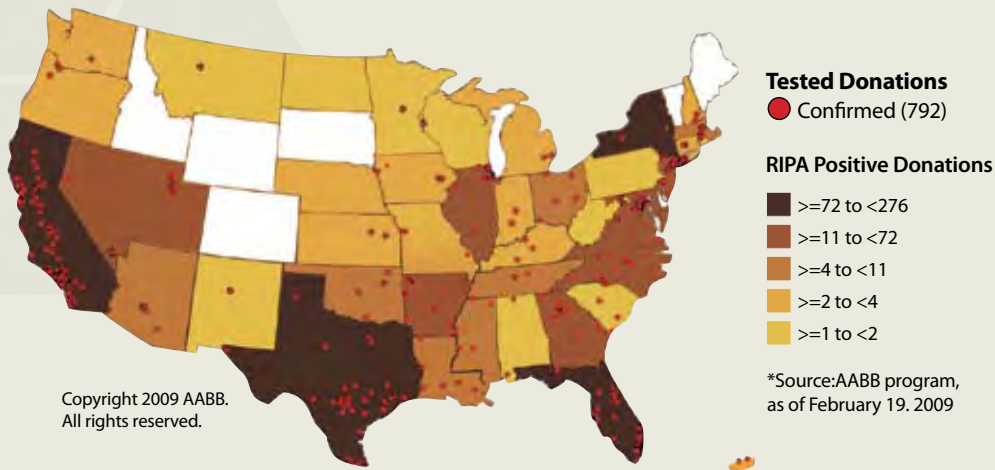 Tested Donations
Confirmed (792)
RIPA Positive Donations
>=72 to <276
>=11 to <72
>=4 to <11
>=2 to <4
>=1 to <2
*Source:AABB program,
as of February 19. 2009
Copyright 2009 AABB.
All rights reserved.